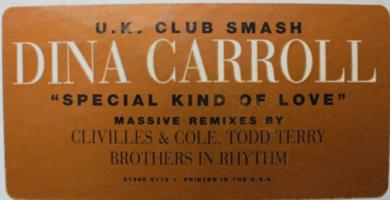 U.K. CLUB SMASH
DINA CARROLL
"SPECIAL KIND OF LOVE"
MASSIVE REMIXES BY
CLIVILLES & COLE, TODD TERRY
BROTHERS IN RHYTHM
PRINTED IN THE U.S.A.